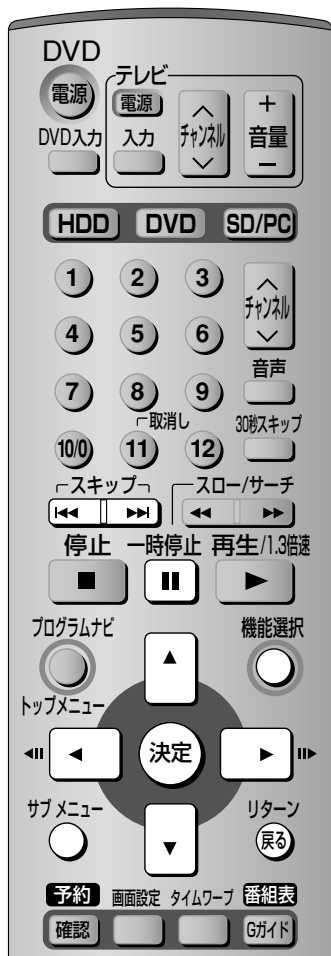 DVD
テレビ
電源 電源 チャンネル + 音量 −
DVD入力 入力
HDD DVD SD/PC
1 2 3
チャンネル
4 5 6
音声
7 8 9
取消し 30秒スキップ
10/0 11 12
スキップ スロー/サーチ
停止 一時停止 再生/1.3倍速
プログラムナビ 機能選択
トップメニュー
決定
サブ メニュー リターン
戻る
予約 画面設定 タイムワープ 番組表
確認 Gガイド